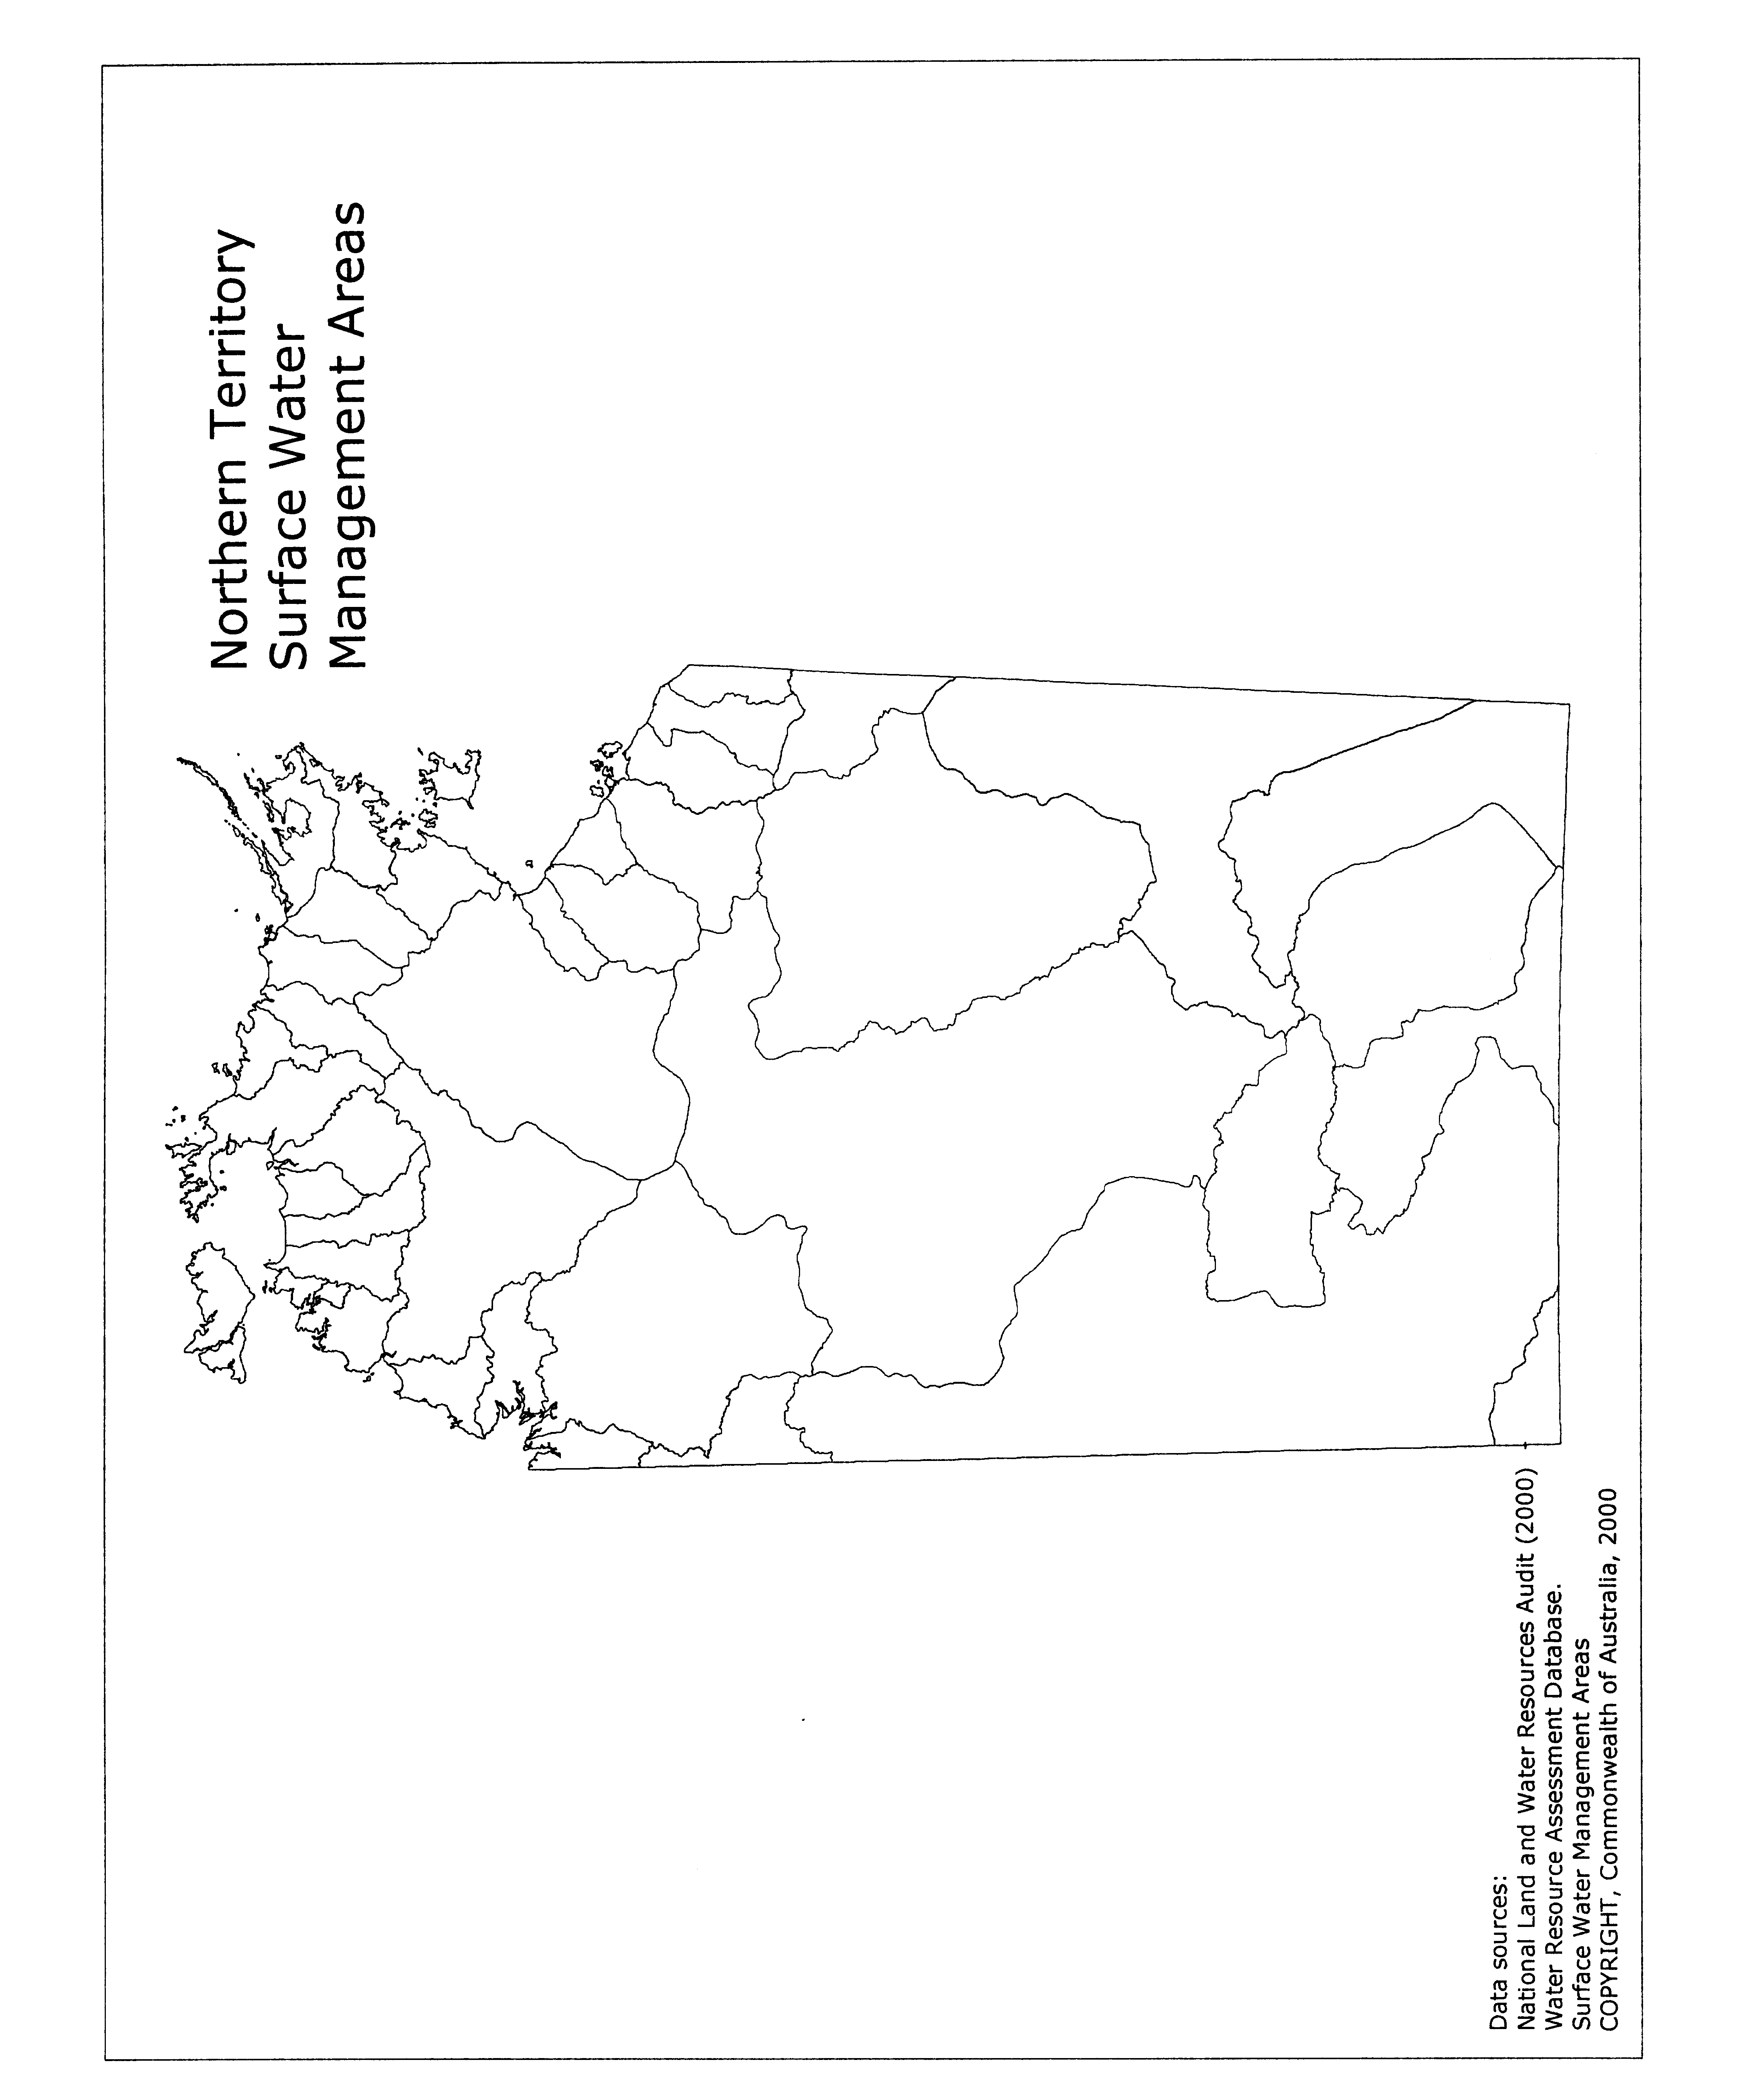 Northern Territory
Surface Water
Management Areas
Data sources:
National Land and Water Resources Audit (2000)
Water Resource Assessment Database.
Surface Water Management Areas
COPYRIGHT, Commonwealth of Australia, 2000